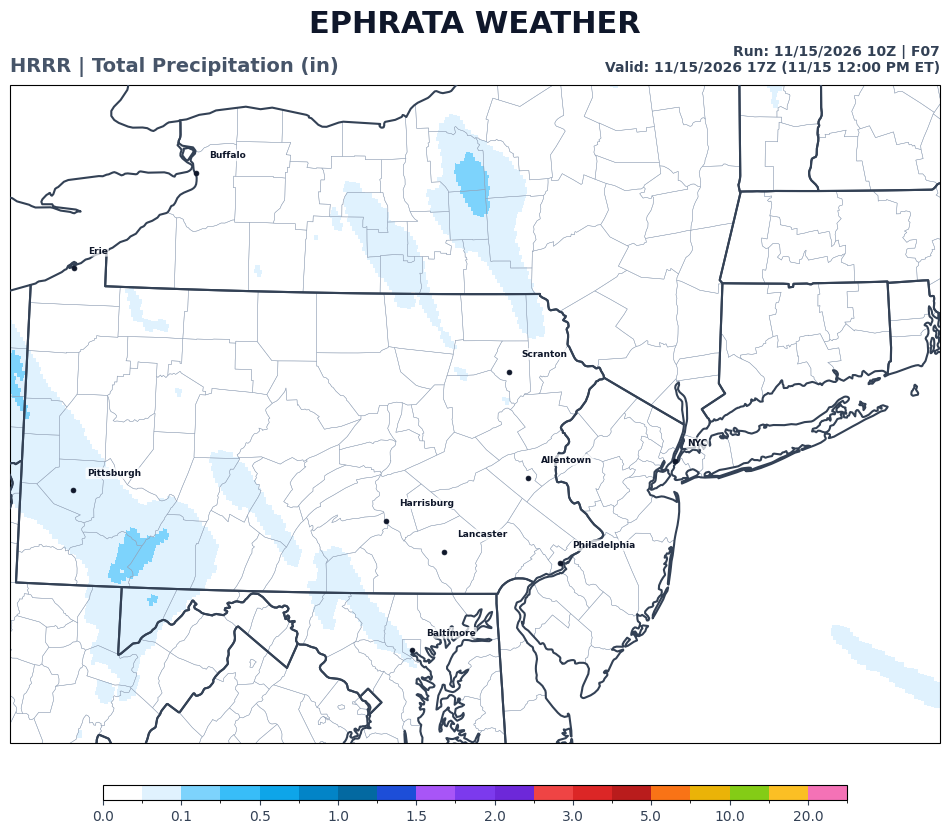 EPHRATA WEATHER
HRRR | Total Precipitation (in)
Run: 11/15/2026 10Z | F07
Valid: 11/15/2026 17Z (11/15 12:00 PM ET)
Buffalo
Erie
Scranton
NYC
Pittsburgh
Allentown
Harrisburg
Lancaster
Philadelphia
Baltimore
0.0 0.1 0.5 1.0 1.5 2.0 3.0 5.0 10.0 20.0